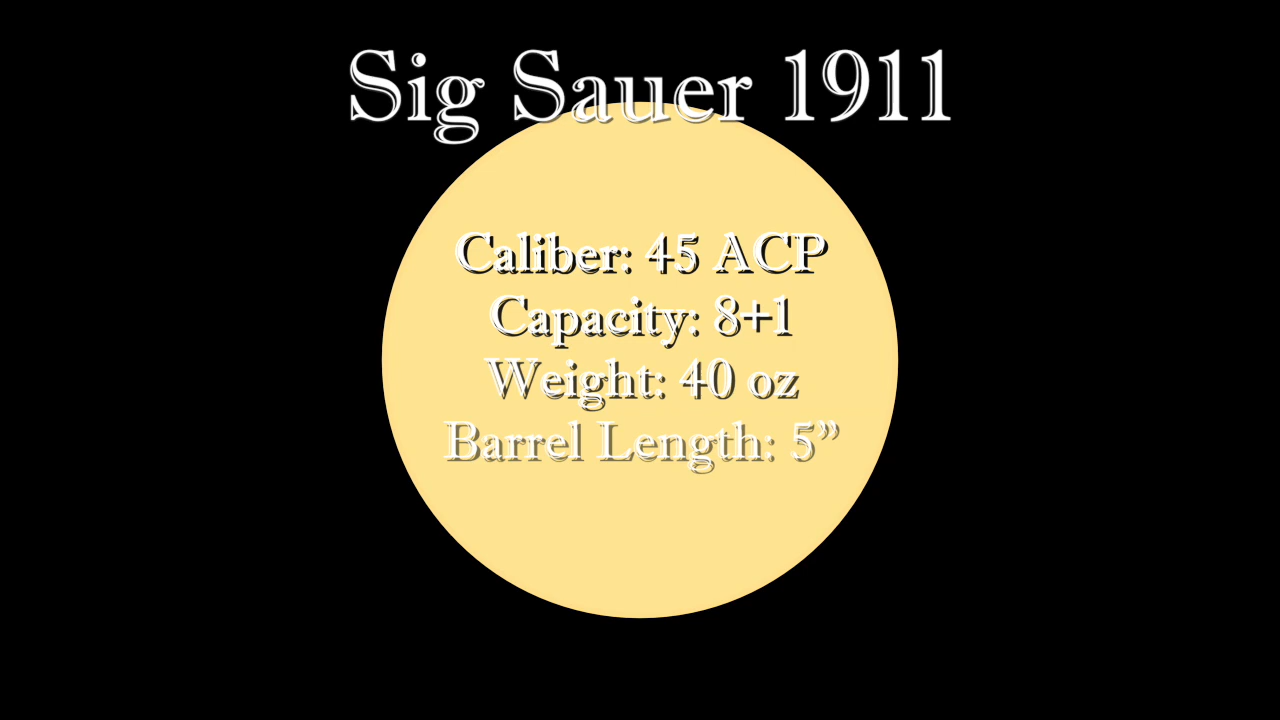 Sig Sauer 1911
Caliber: 45 ACP
Capacity: 8+1
Weight: 40 oz
Barrel Length: 5”